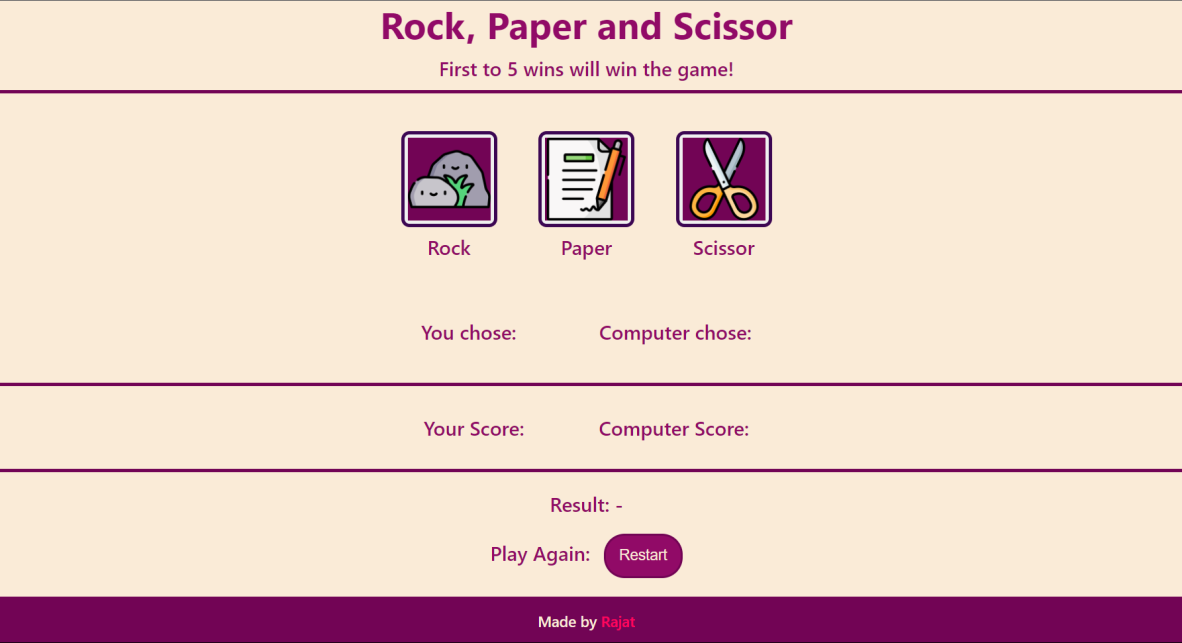 Rock, Paper and Scissor
First to 5 wins will win the game!
Rock Paper Scissor
You chose: Computer chose:
Your Score: Computer Score:
Result: -
Play Again: Restart
Made by Rajat